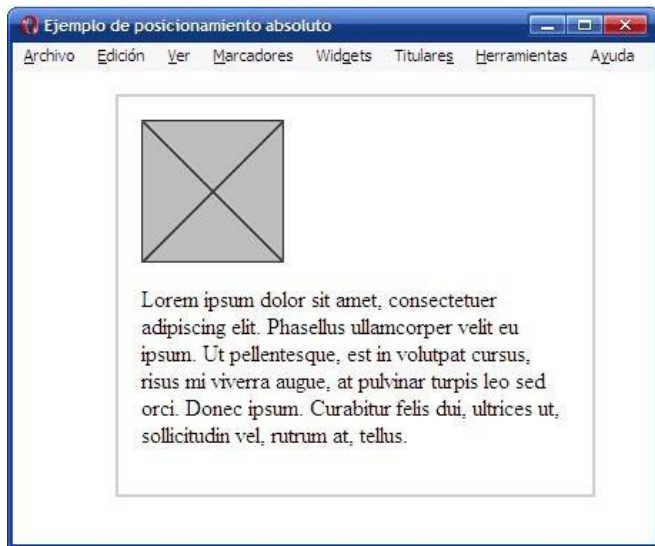 Ejemplo de posicionamiento absoluto
Archivo Edición Ver Marcadores Widgets Titulares Herramientas Ayuda
Lorem ipsum dolor sit amet, consectetuer
adipiscing elit. Phasellus ullamcorper velit eu
ipsum. Ut pellentesque, est in volutpat cursus,
risus mi viverra augue, at pulvinar turpis leo sed
orci. Donec ipsum. Curabitur felis dui, ultrices ut,
sollicitudin vel, rutrum at, tellus.